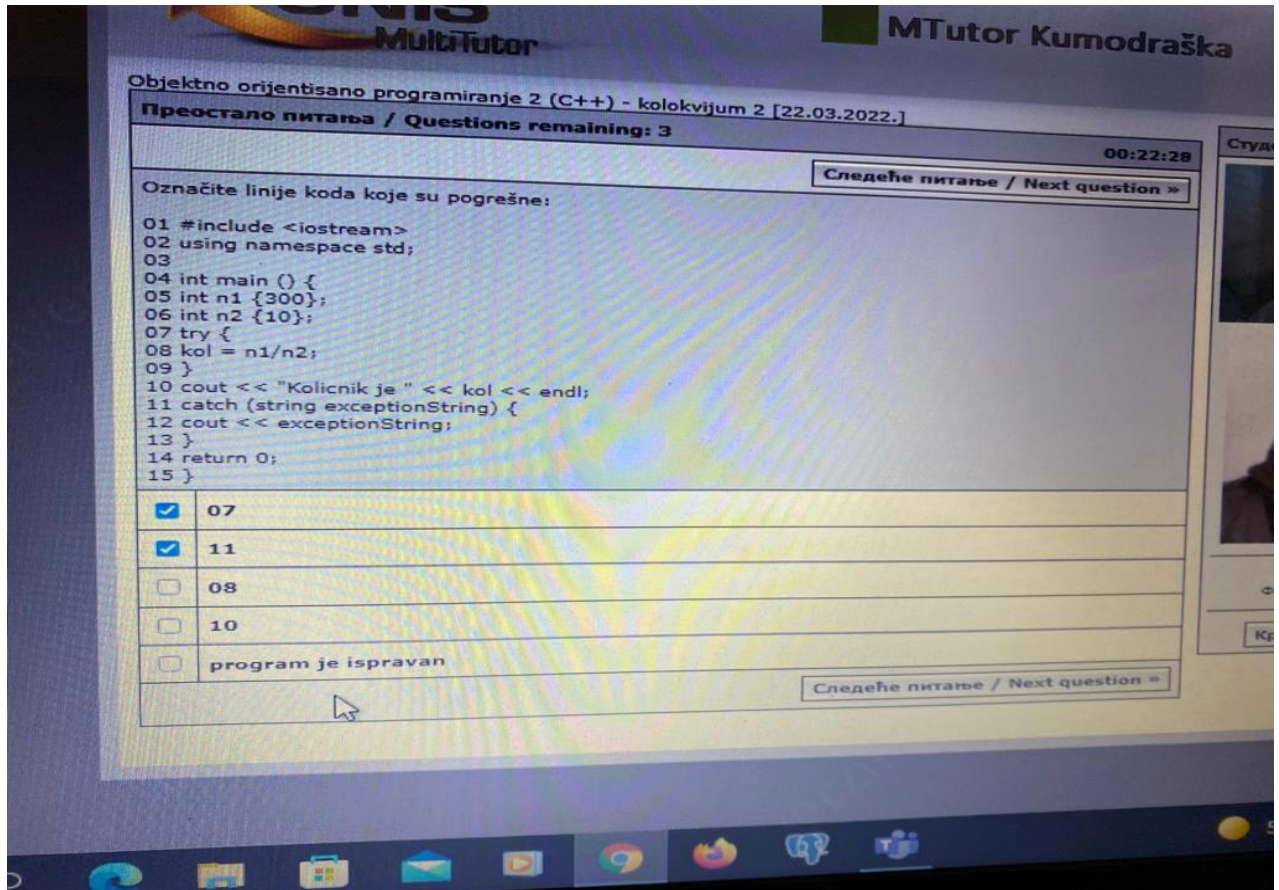 MultiTutor
MTutor Kumodraška
Objektno orijentisano programiranje 2 (C++) - kolokvijum 2 [22.03.2022.]
Преостало питања / Questions remaining: 3
00:22:28
Следеће питање / Next question »
Označite linije koda koje su pogrešne:
01 #include <iostream>
02 using namespace std;
03
04 int main () {
05 int n1 {300};
06 int n2 {10};
07 try {
08 kol = n1/n2;
09 }
10 cout << "Kolicnik je " << kol << endl;
11 catch (string exceptionString) {
12 cout << exceptionString;
13 }
14 return 0;
15 }
07
11
08
10
program je ispravan
Следеће питање / Next question »